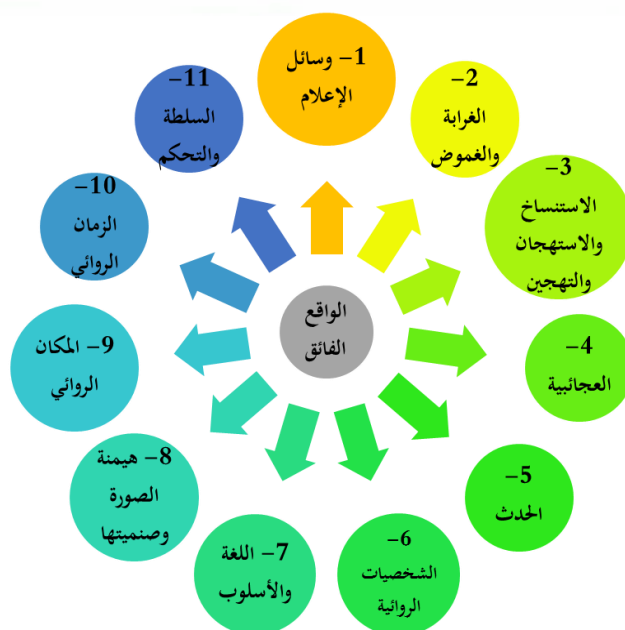 1- وسائل
الإعلام
2-
الغرابة
والغموض
3-
الاستنساخ
والاستهجان
والتهجين
4-
العجائبية
5-
الحدث
6-
الشخصيات
الروائية
7- اللغة
والأسلوب
8- هيمنة
الصورة
وصنميتها
9- المكان
الروائي
10-
الزمان
الروائي
11-
السلطة
والتحكم
الواقع
الفائق